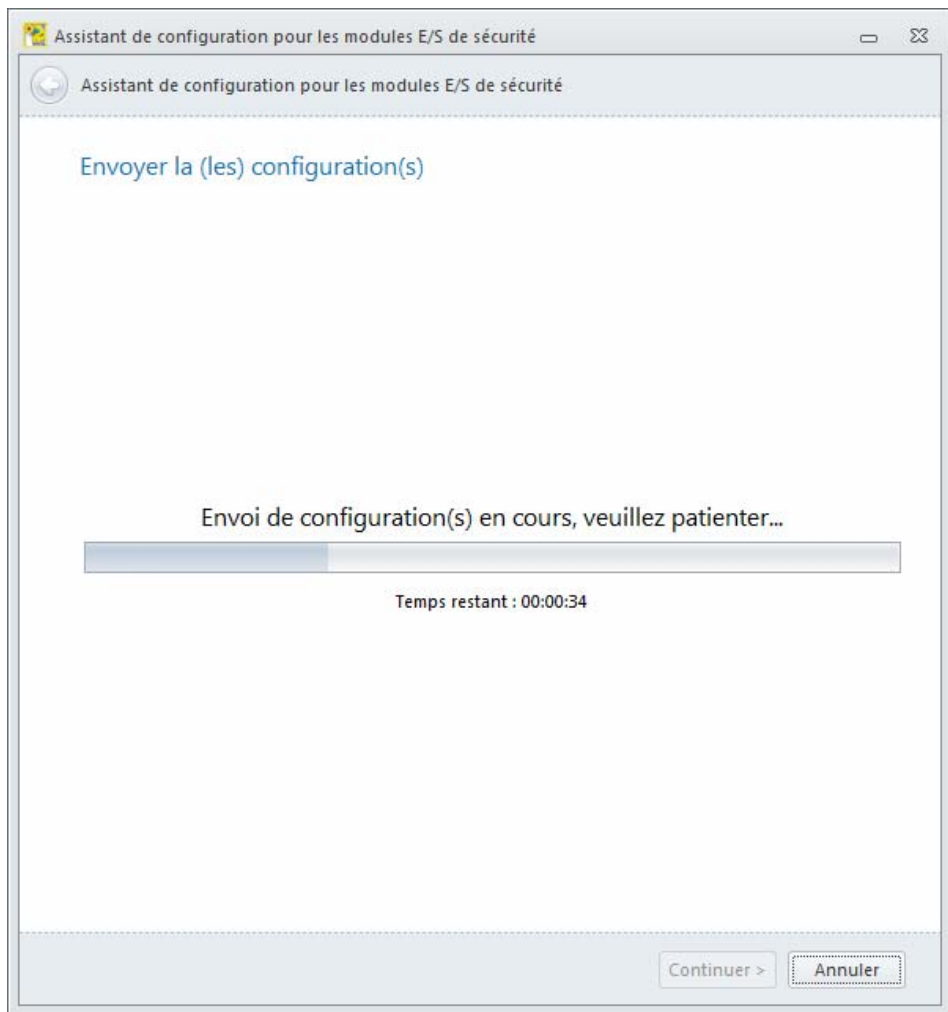 Assistant de configuration pour les modules E/S de sécurité
Assistant de configuration pour les modules E/S de sécurité
Envoyer la (les) configuration(s)
Envoi de configuration(s) en cours, veuillez patienter...
Temps restant : 00:00:34
Continuer > Annuler